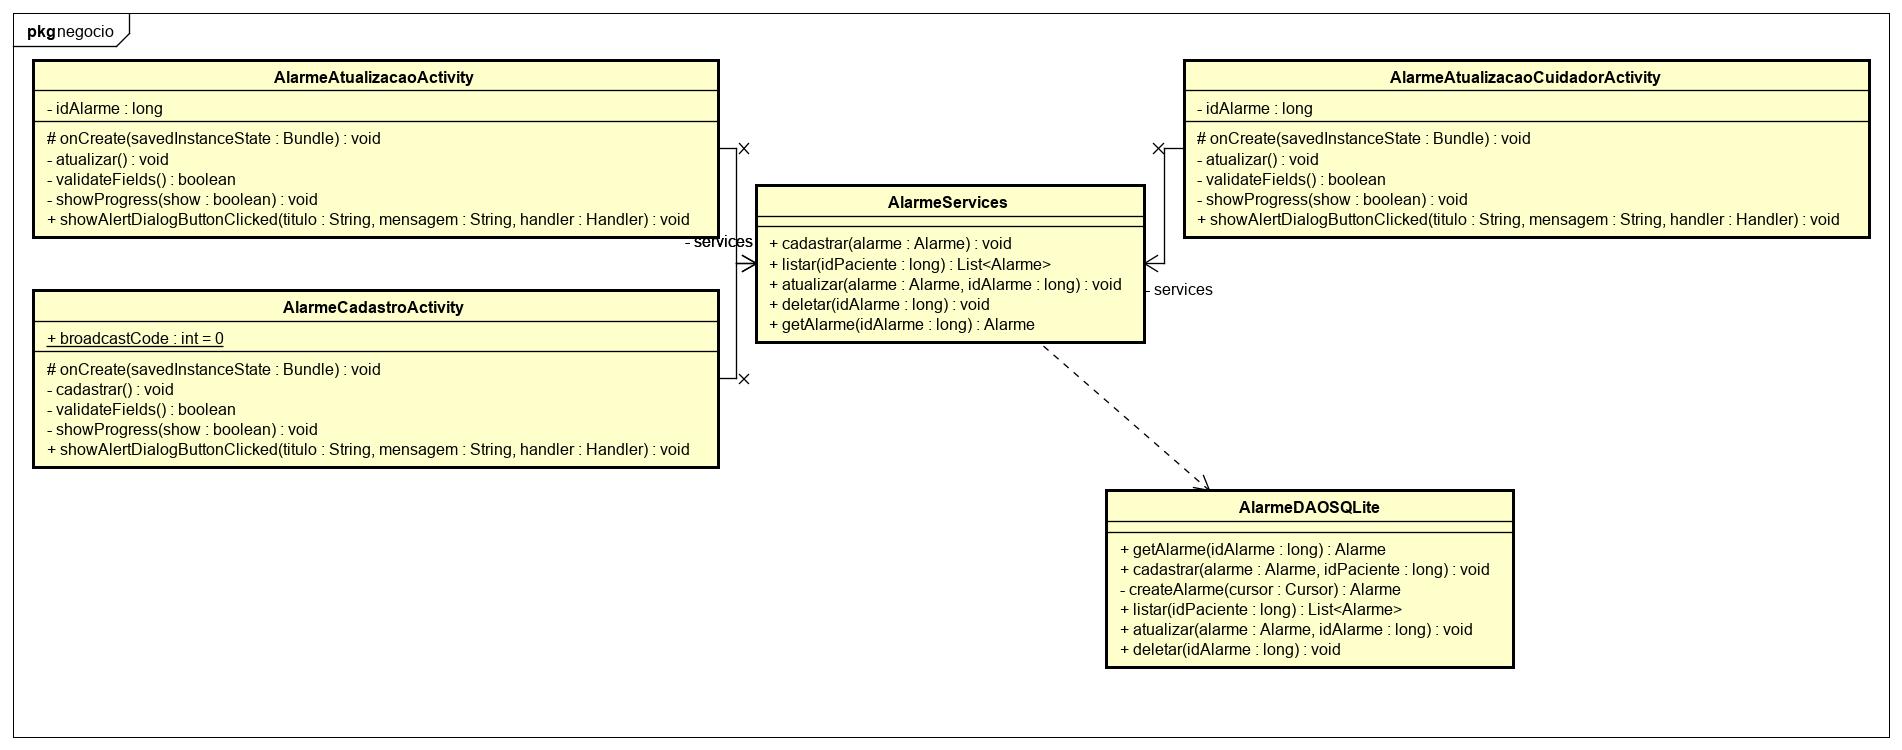 pkg negocio
AlarmeAtualizacaoActivity
- idAlarme : long
# onCreate(savedInstanceState : Bundle) : void
- atualizar() : void
- validateFields() : boolean
- showProgress(show : boolean) : void
+ showAlertDialogButtonClicked(titulo : String, mensagem : String, handler : Handler) : void
AlarmeAtualizacaoCuidadorActivity
- idAlarme : long
# onCreate(savedInstanceState : Bundle) : void
- atualizar() : void
- validateFields() : boolean
- showProgress(show : boolean) : void
+ showAlertDialogButtonClicked(titulo : String, mensagem : String, handler : Handler) : void
- services
AlarmeServices
+ cadastrar(alarme : Alarme) : void
+ listar(idPaciente : long) : List<Alarme>
+ atualizar(alarme : Alarme, idAlarme : long) : void
+ deletar(idAlarme : long) : void
+ getAlarme(idAlarme : long) : Alarme
- services
AlarmeCadastroActivity
+ broadcastCode : int = 0
# onCreate(savedInstanceState : Bundle) : void
- cadastrar() : void
- validateFields() : boolean
- showProgress(show : boolean) : void
+ showAlertDialogButtonClicked(titulo : String, mensagem : String, handler : Handler) : void
AlarmeDAOSQLite
+ getAlarme(idAlarme : long) : Alarme
+ cadastrar(alarme : Alarme, idPaciente : long) : void
- createAlarme(cursor : Cursor) : Alarme
+ listar(idPaciente : long) : List<Alarme>
+ atualizar(alarme : Alarme, idAlarme : long) : void
+ deletar(idAlarme : long) : void